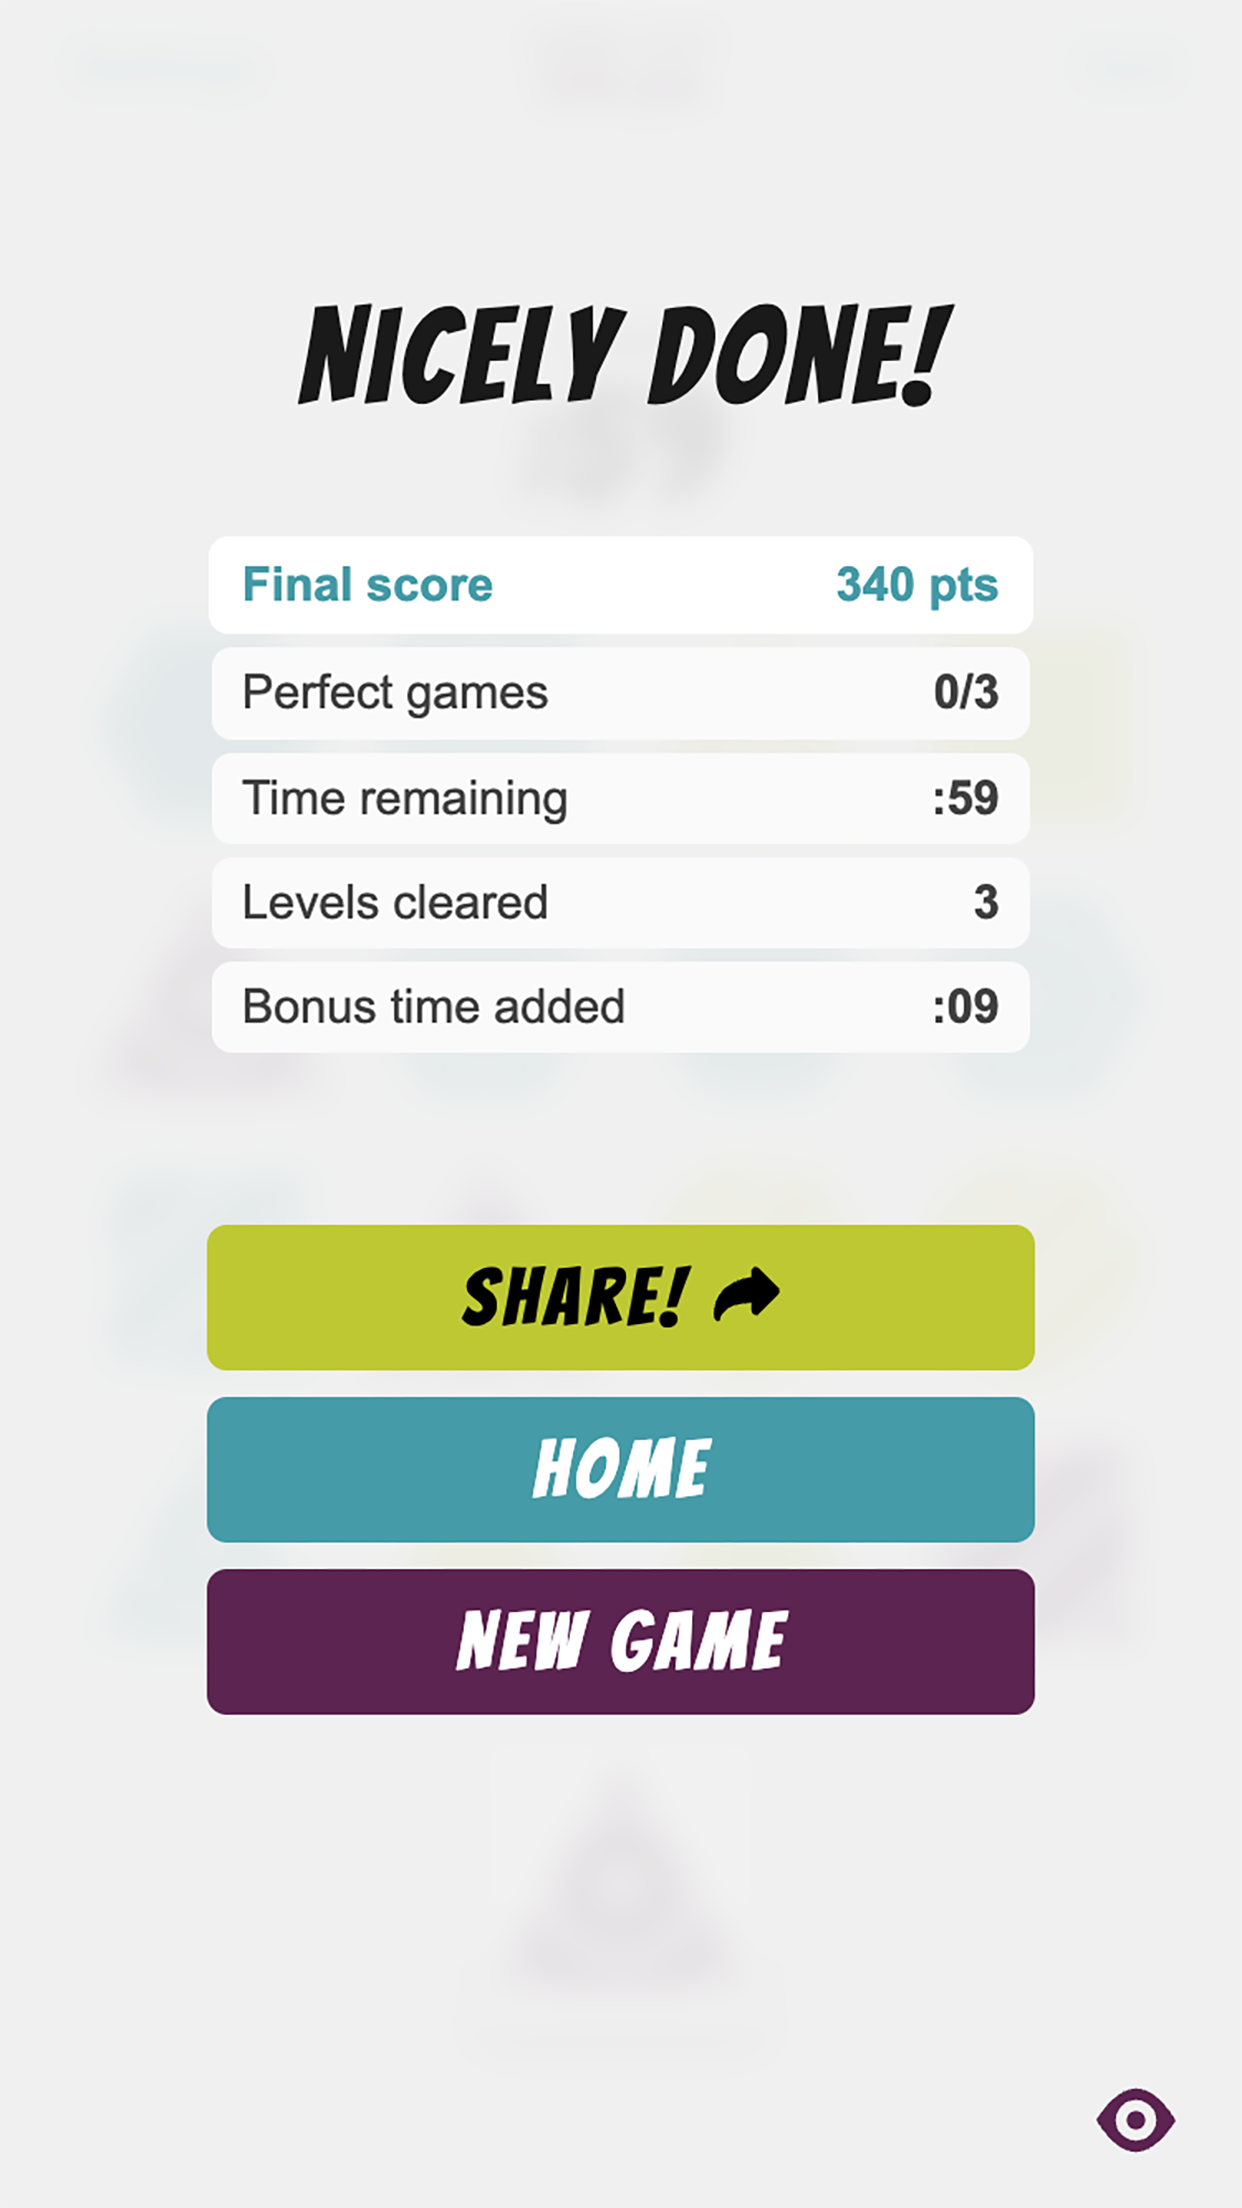 NICELY DONE!
Final score 340 pts
Perfect games 0/3
Time remaining :59
Levels cleared 3
Bonus time added :09
SHARE!
HOME
NEW GAME